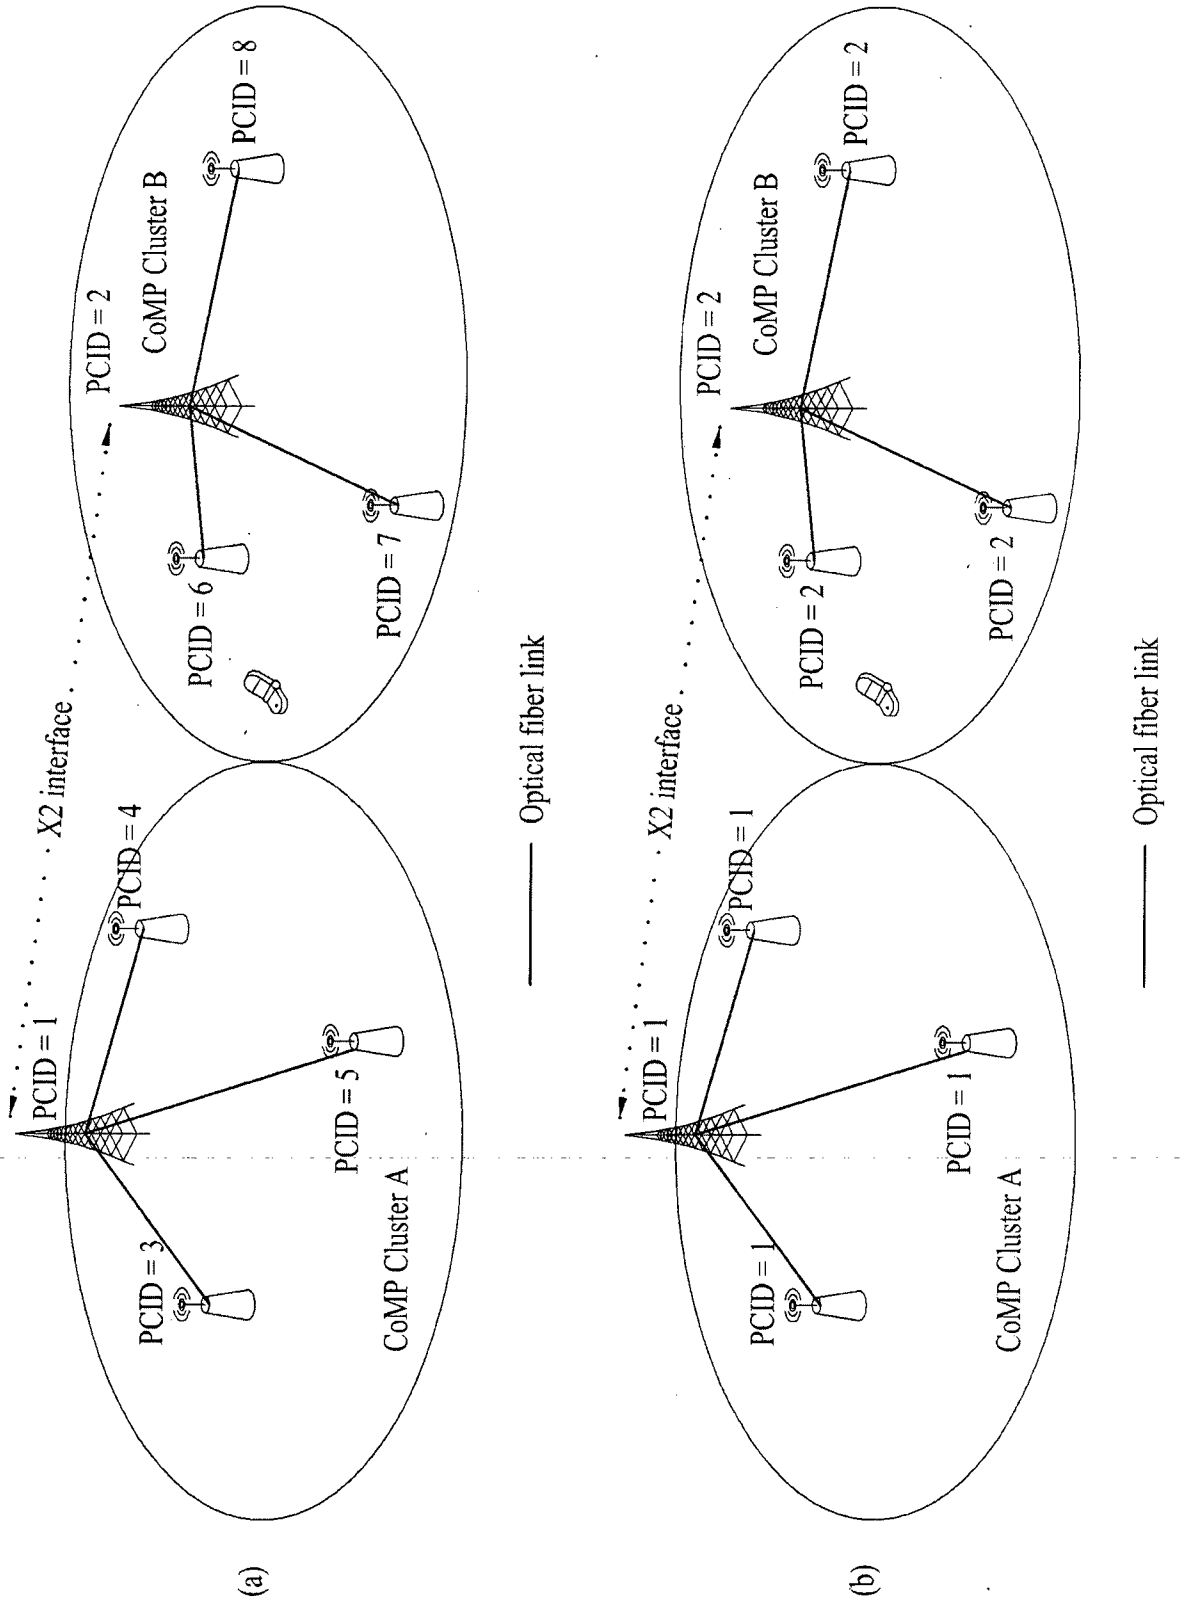 (a)
PCID = 1
X2 interface
PCID = 2
PCID = 3
PCID = 4
PCID = 5
CoMP Cluster A
CoMP Cluster B
PCID = 6
PCID = 7
PCID = 8
Optical fiber link
(b)
PCID = 1
X2 interface
PCID = 2
PCID = 1
PCID = 1
PCID = 1
CoMP Cluster A
CoMP Cluster B
PCID = 2
PCID = 2
PCID = 2
Optical fiber link